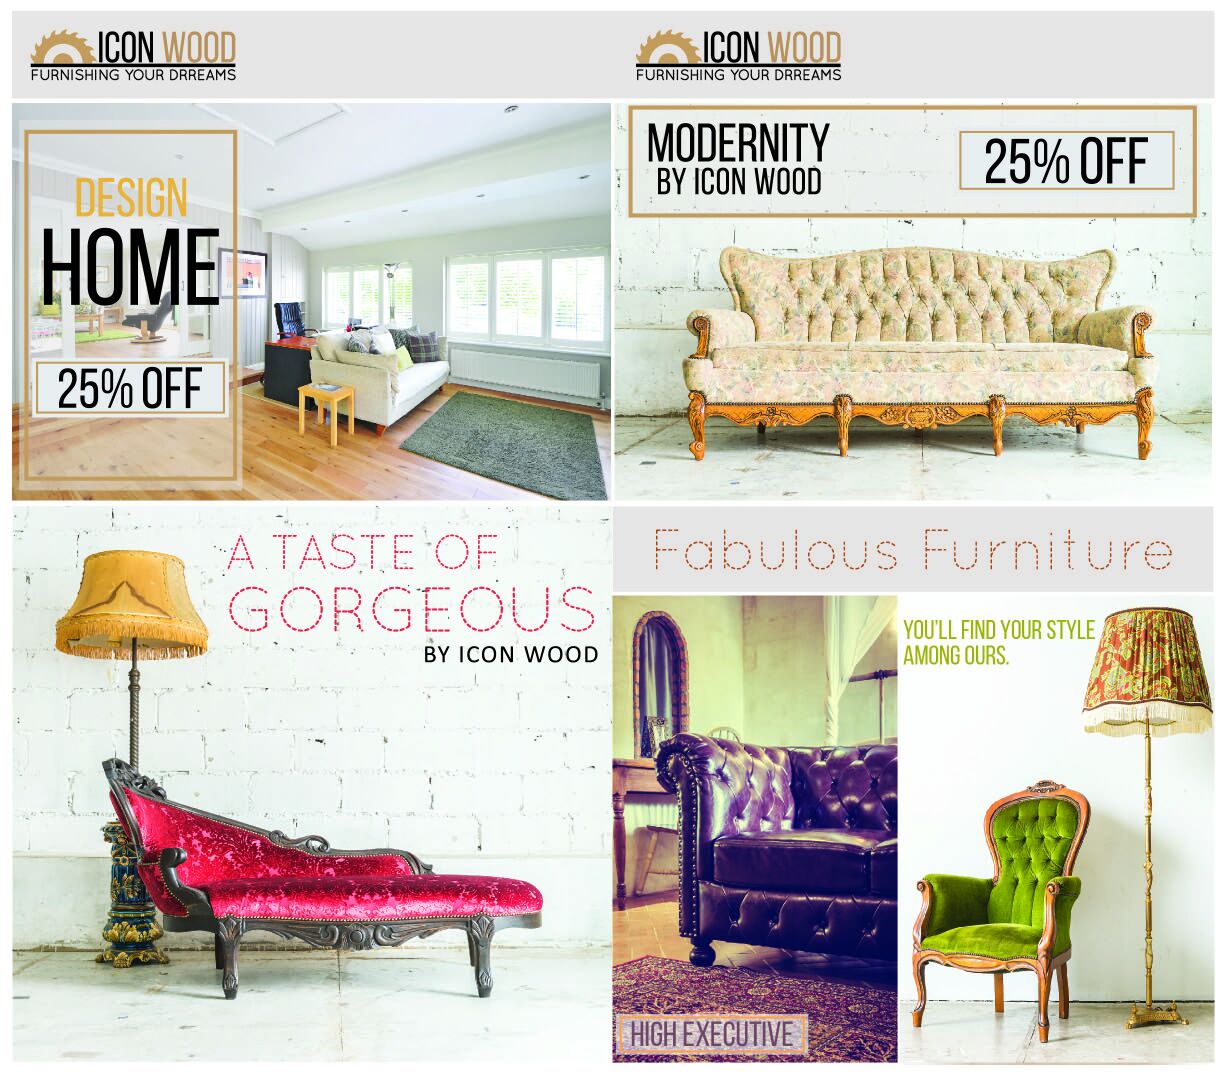 ICON WOOD
FURNISHING YOUR DRREAMS
ICON WOOD
FURNISHING YOUR DRREAMS
DESIGN
HOME
25% OFF
MODERNITY
BY ICON WOOD
25% OFF
A TASTE OF
GORGEOUS
BY ICON WOOD
Fabulous Furniture
HIGH EXECUTIVE
YOU'LL FIND YOUR STYLE
AMONG OURS.